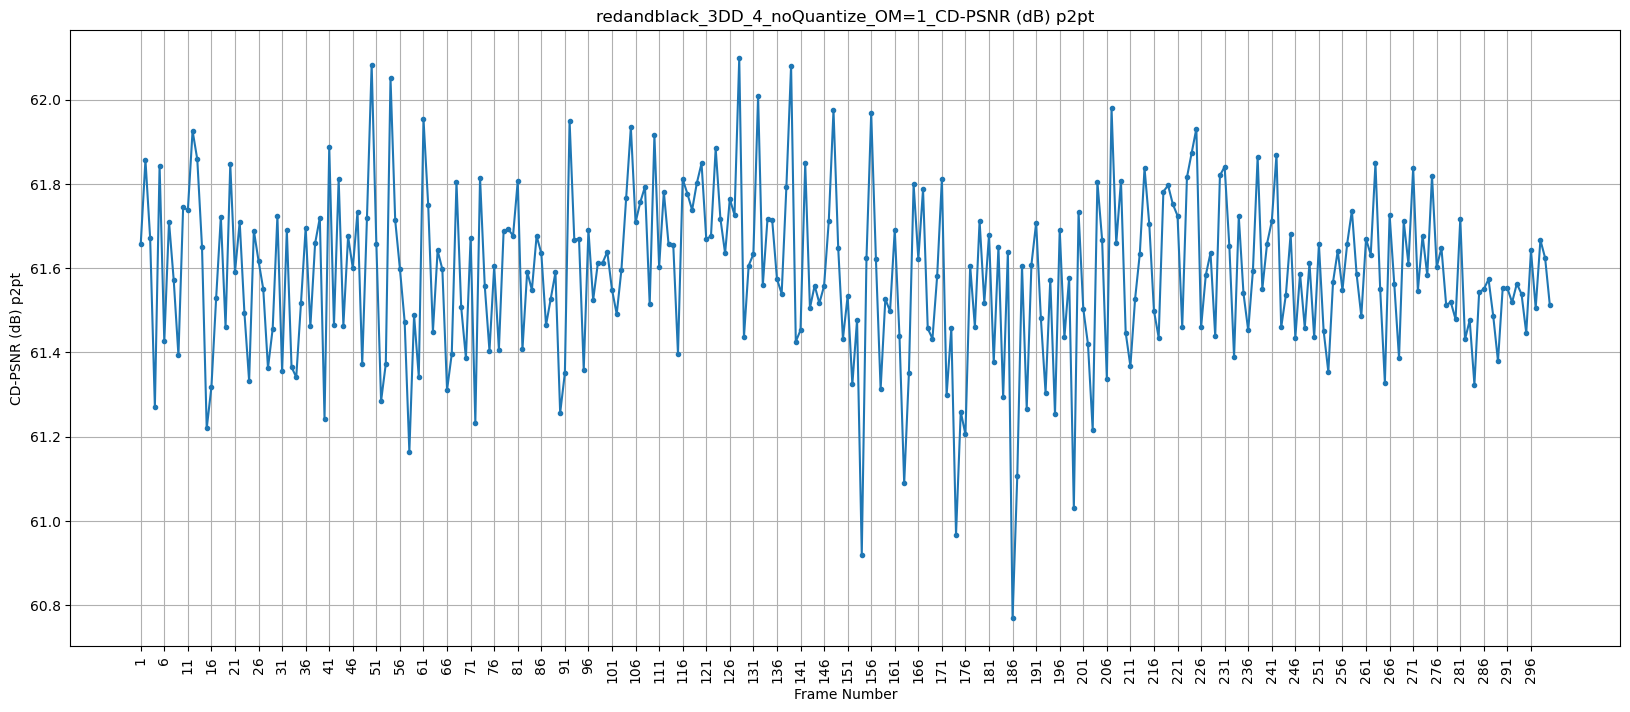 redandblack_3DD_4_noQuantize_OM=1_CD-PSNR (dB) p2pt
CD-PSNR (dB) p2pt
62.0
61.8
61.6
61.4
61.2
61.0
60.8
1 6 11 16 21 26 31 36 41 46 51 56 61 66 71 76 81 86 91 96 101 106 111 116 121 126 131 136 141 146 151 156 161 166 171 176 181 186 191 196 201 206 211 216 221 226 231 236 241 246 251 256 261 266 271 276 281 286 291 296
Frame Number